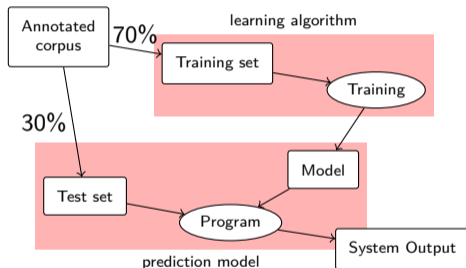 learning algorithm
Annotated
corpus
70%
Training set
Training
30%
Model
Test set
Program
System Output
prediction model